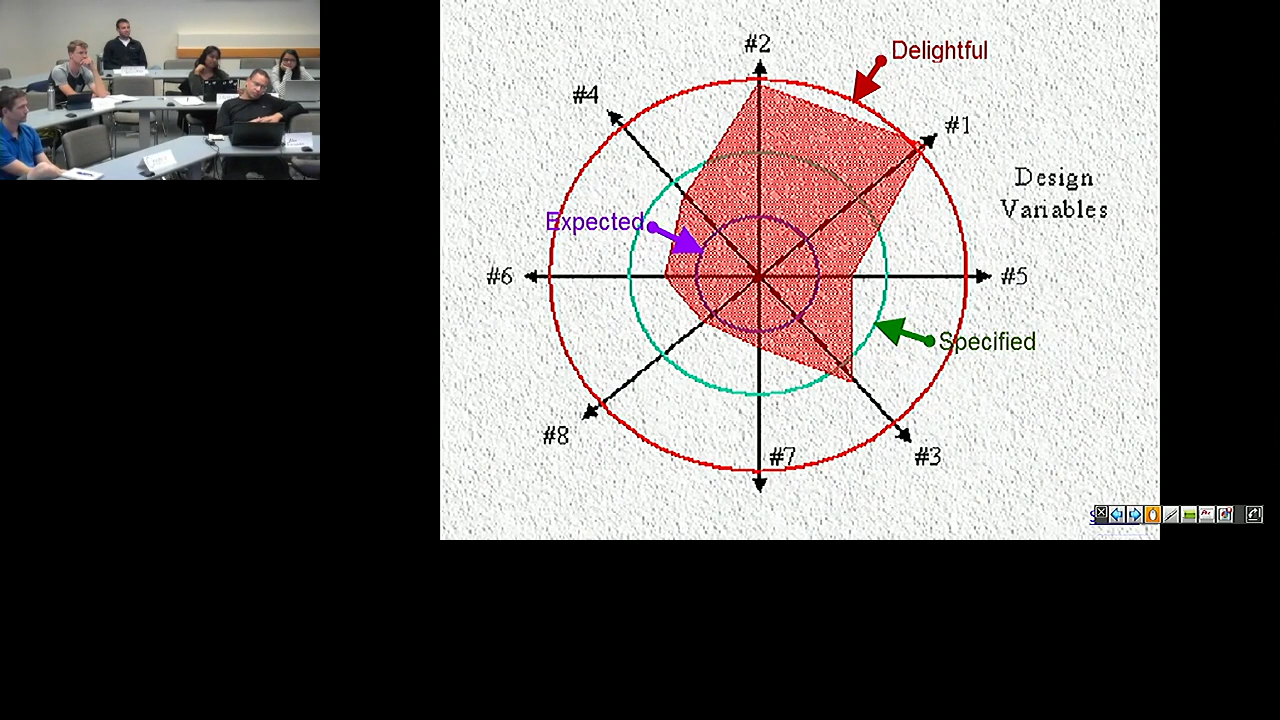 #2
Delightful
#4
#1
Design
Variables
Expected
#6
#5
Specified
#8
#7
#3